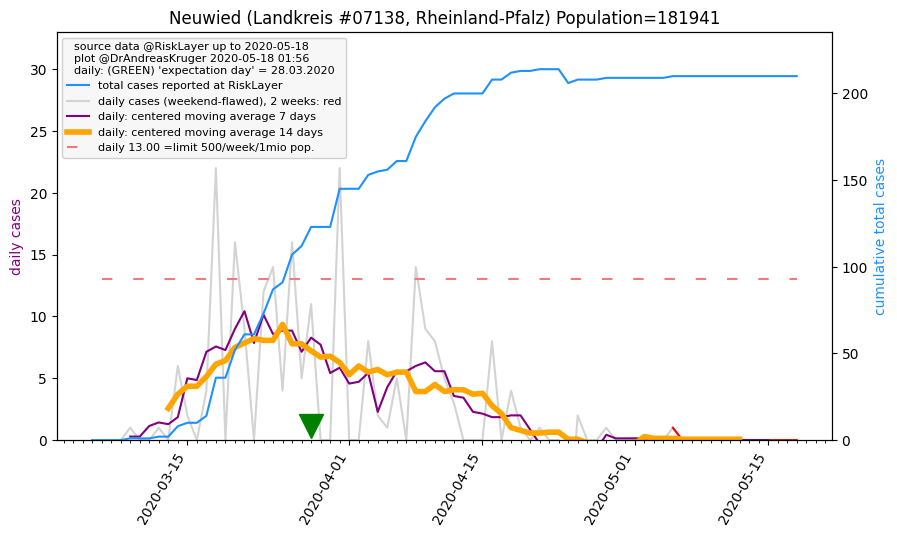 Neuwied (Landkreis #07138, Rheinland-Pfalz) Population=181941
source data @RiskLayer up to 2020-05-18
plot @DrAndreasKruger 2020-05-18 01:56
daily: (GREEN) 'expectation day' = 28.03.2020
total cases reported at RiskLayer
daily cases (weekend-flawed), 2 weeks: red
daily: centered moving average 7 days
daily: centered moving average 14 days
daily 13.00 =limit 500/week/1mio pop.
daily cases
30
25
20
15
10
5
0
cumulative total cases
200
150
100
50
0
2020-03-15
2020-04-01
2020-04-15
2020-05-01
2020-05-15